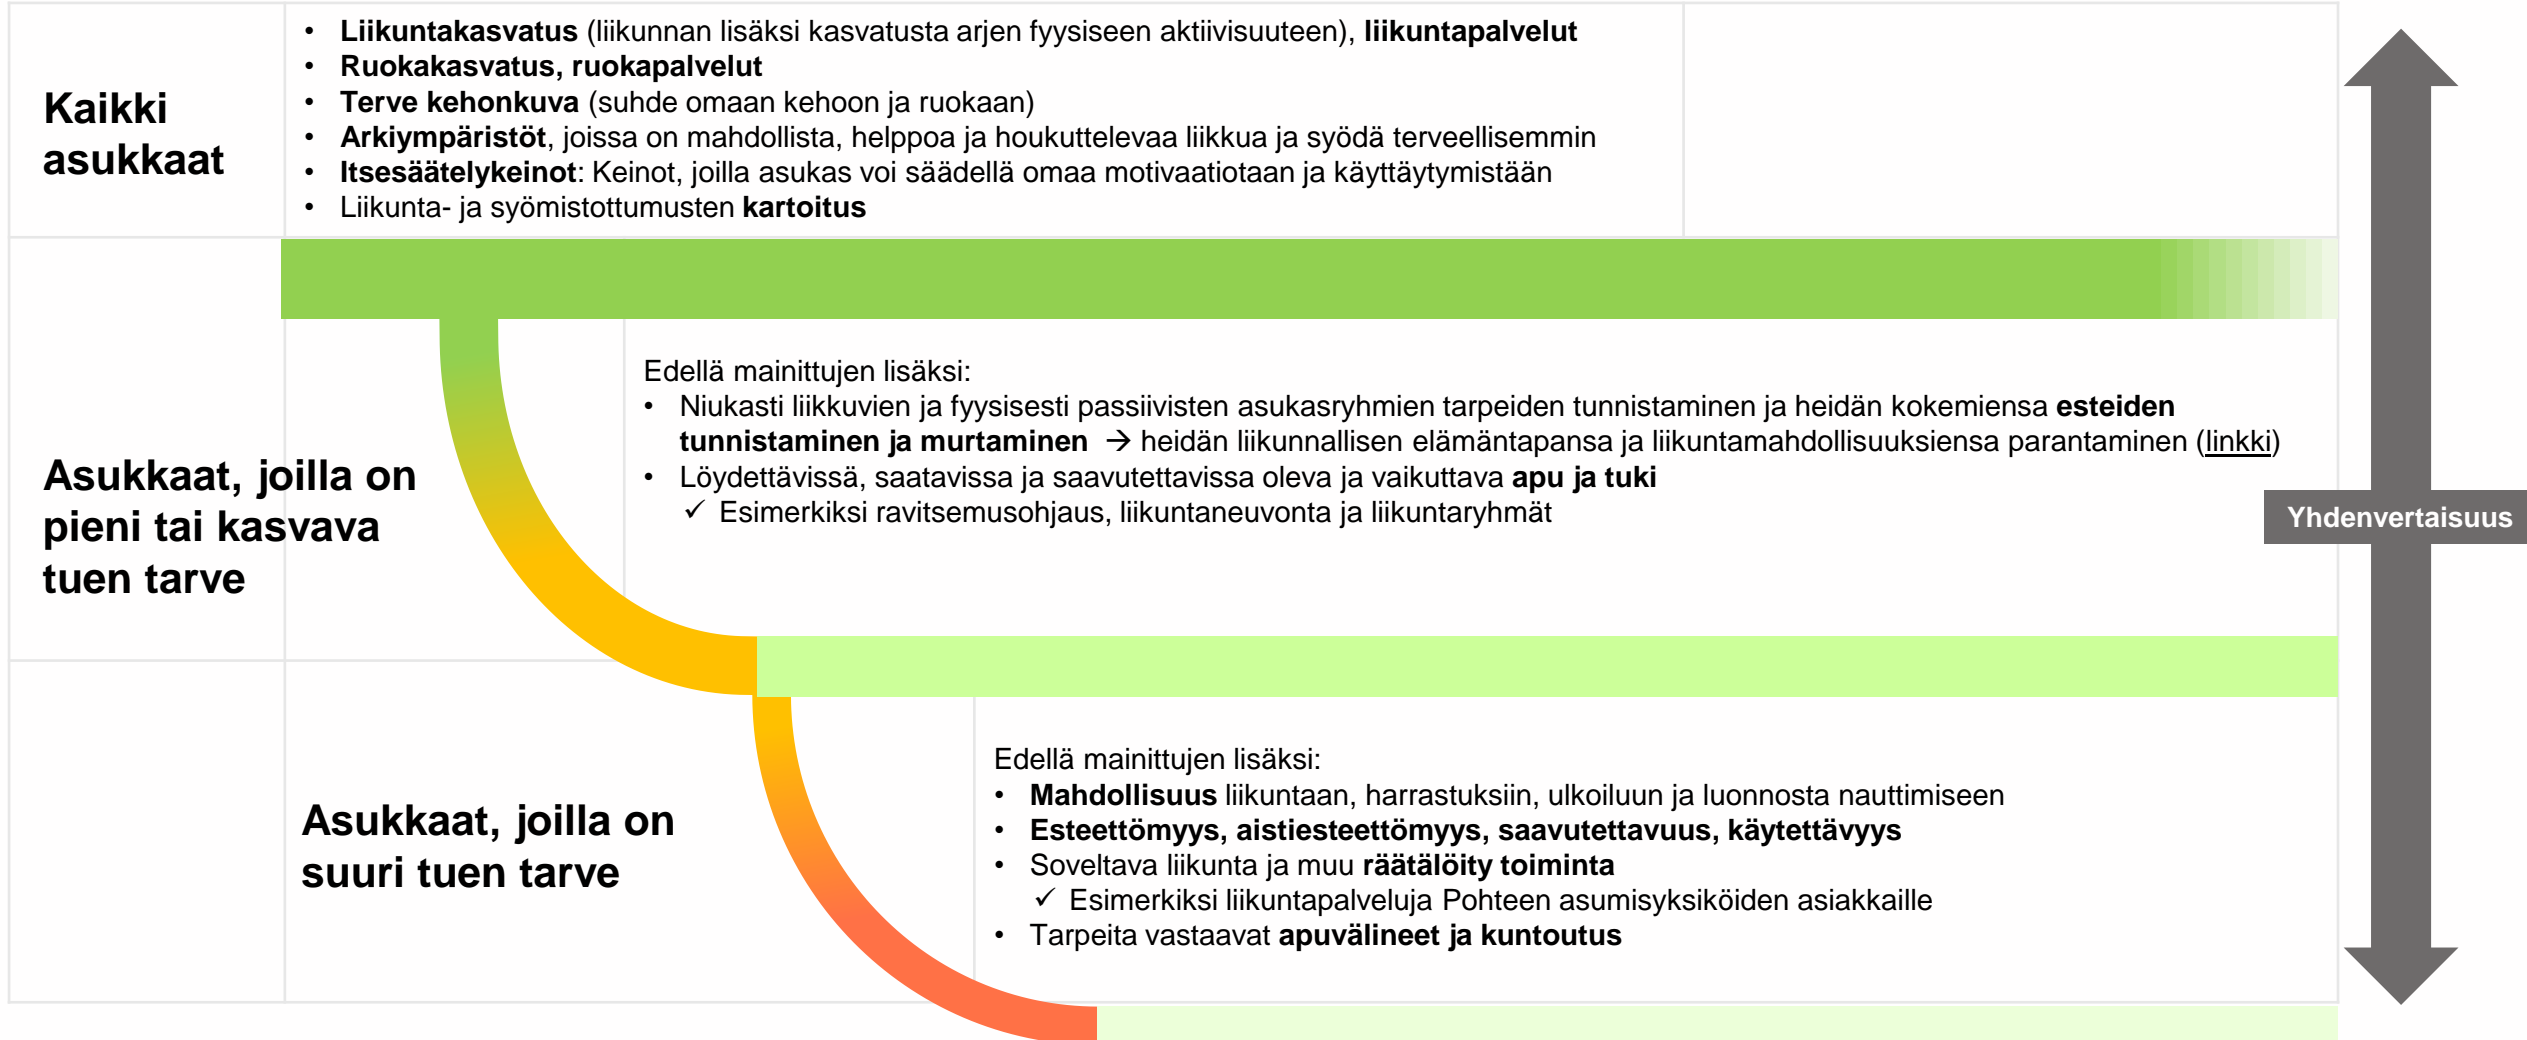 Kaikki
asukkaat
• Liikuntakasvatus (liikunnan lisäksi kasvatusta arjen fyysiseen aktiivisuuteen), liikuntapalvelut
• Ruokakasvatus, ruokapalvelut
• Terve kehonkuva (suhde omaan kehoon ja ruokaan)
• Arkiympäristöt, joissa on mahdollista, helppoa ja houkuttelevaa liikkua ja syödä terveellisemmin
• Itsesäätelykeinot: Keinot, joilla asukas voi säädellä omaa motivaatiotaan ja käyttäytymistään
• Liikunta- ja syömistottumusten kartoitus
Asukkaat, joilla on
pieni tai kasvava
tuen tarve
Edellä mainittujen lisäksi:
• Niukasti liikkuvien ja fyysisesti passiivisten asukasryhmien tarpeiden tunnistaminen ja heidän kokemiensa esteiden
tunnistaminen ja murtaminen → heidän liikunnallisen elämäntapansa ja liikuntamahdollisuuksiensa parantaminen (linkki)
• Löydettävissä, saatavissa ja saavutettavissa oleva ja vaikuttava apu ja tuki
✓ Esimerkiksi ravitsemusohjaus, liikuntaneuvonta ja liikuntaryhmät
Yhdenvertaisuus
Asukkaat, joilla on
suuri tuen tarve
Edellä mainittujen lisäksi:
• Mahdollisuus liikuntaan, harrastuksiin, ulkoiluun ja luonnosta nauttimiseen
• Esteettömyys, aistiesteettömyys, saavutettavuus, käytettävyys
• Soveltava liikunta ja muu räätälöity toiminta
✓ Esimerkiksi liikuntapalveluja Pohteen asumisyksiköiden asiakkaille
• Tarpeita vastaavat apuvälineet ja kuntoutus